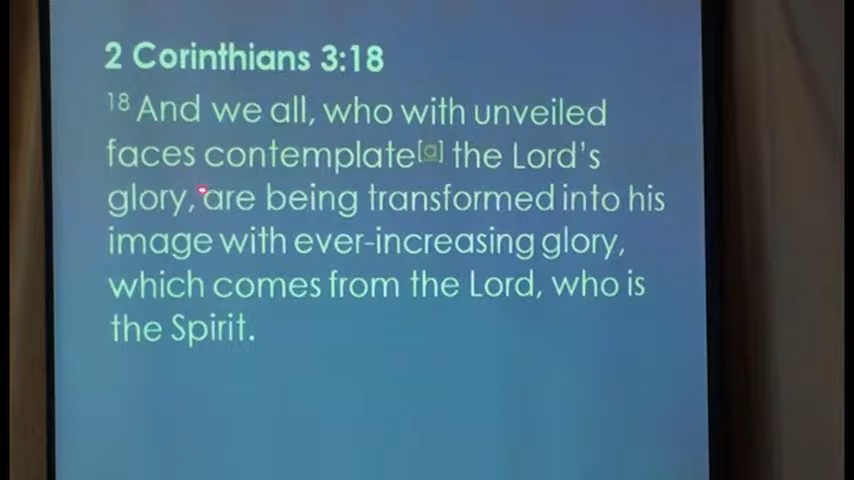 2 Corinthians 3:18
18 And we all, who with unveiled
faces contemplate[a] the Lord's
glory, are being transformed into his
image with ever-increasing glory,
which comes from the Lord, who is
the Spirit.